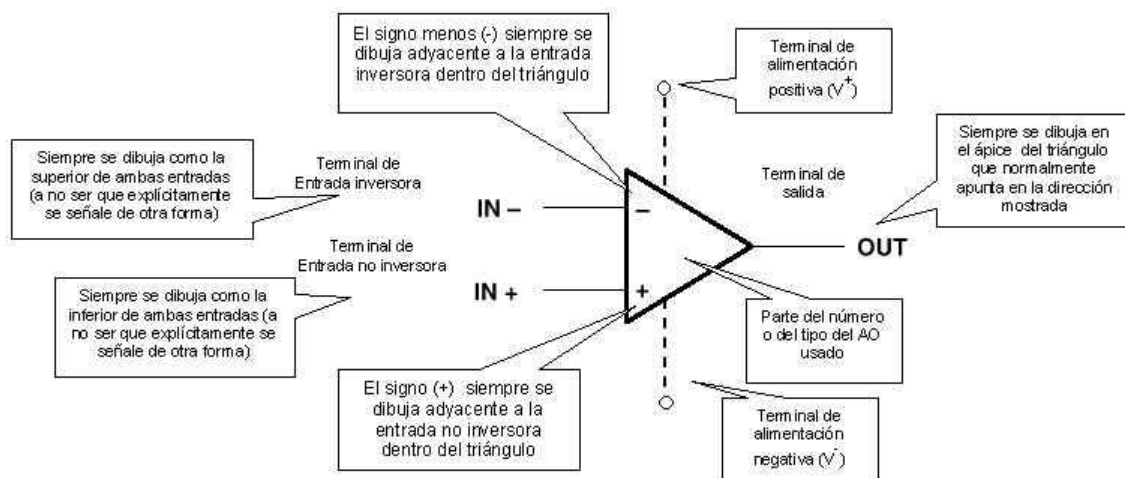 El signo menos (-) siempre se
dibuja adyacente a la entrada
inversora dentro del triángulo
Terminal de
alimentación
positiva (V+)
Siempre se dibuja como la
superior de ambas entradas
(a no ser que explícitamente
se señale de otra forma)
Terminal de
Entrada inversora
IN –
–
Terminal de
salida
Siempre se dibuja en
el ápice del triángulo
que normalmente
apunta en la dirección
mostrada
OUT
Terminal de
Entrada no inversora
IN +
+
Siempre se dibuja como la
inferior de ambas entradas (a
no ser que explícitamente se
señale de otra forma)
Parte del número
o del tipo del AO
usado
El signo (+) siempre se
dibuja adyacente a la
entrada no inversora
dentro del triángulo
Terminal de
alimentación
negativa (V-)